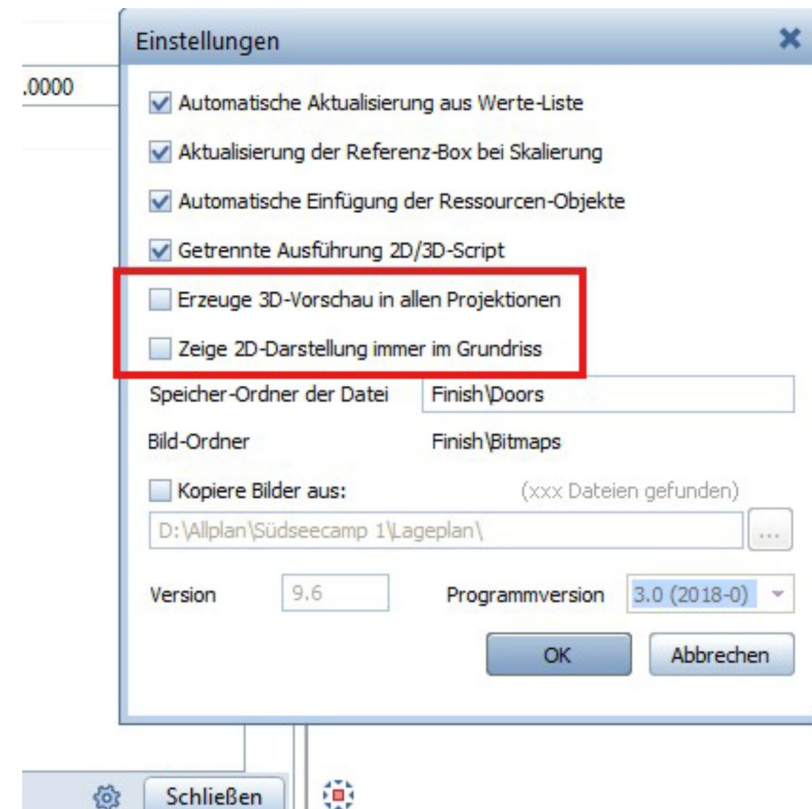 Einstellungen
.0000
Automatische Aktualisierung aus Werte-Liste
Aktualisierung der Referenz-Box bei Skalierung
Automatische Einfügung der Ressourcen-Objekte
Getrennte Ausführung 2D/3D-Script
Erzeuge 3D-Vorschau in allen Projektionen
Zeige 2D-Darstellung immer im Grundriss
Speicher-Ordner der Datei Finish\Doors
Bild-Ordner Finish\Bitmaps
Kopiere Bilder aus: (xxx Dateien gefunden)
D:\Allplan\Südseecamp 1\Lageplan\ ...
Version 9.6 Programmversion 3.0 (2018-0)
OK Abbrechen
Schließen